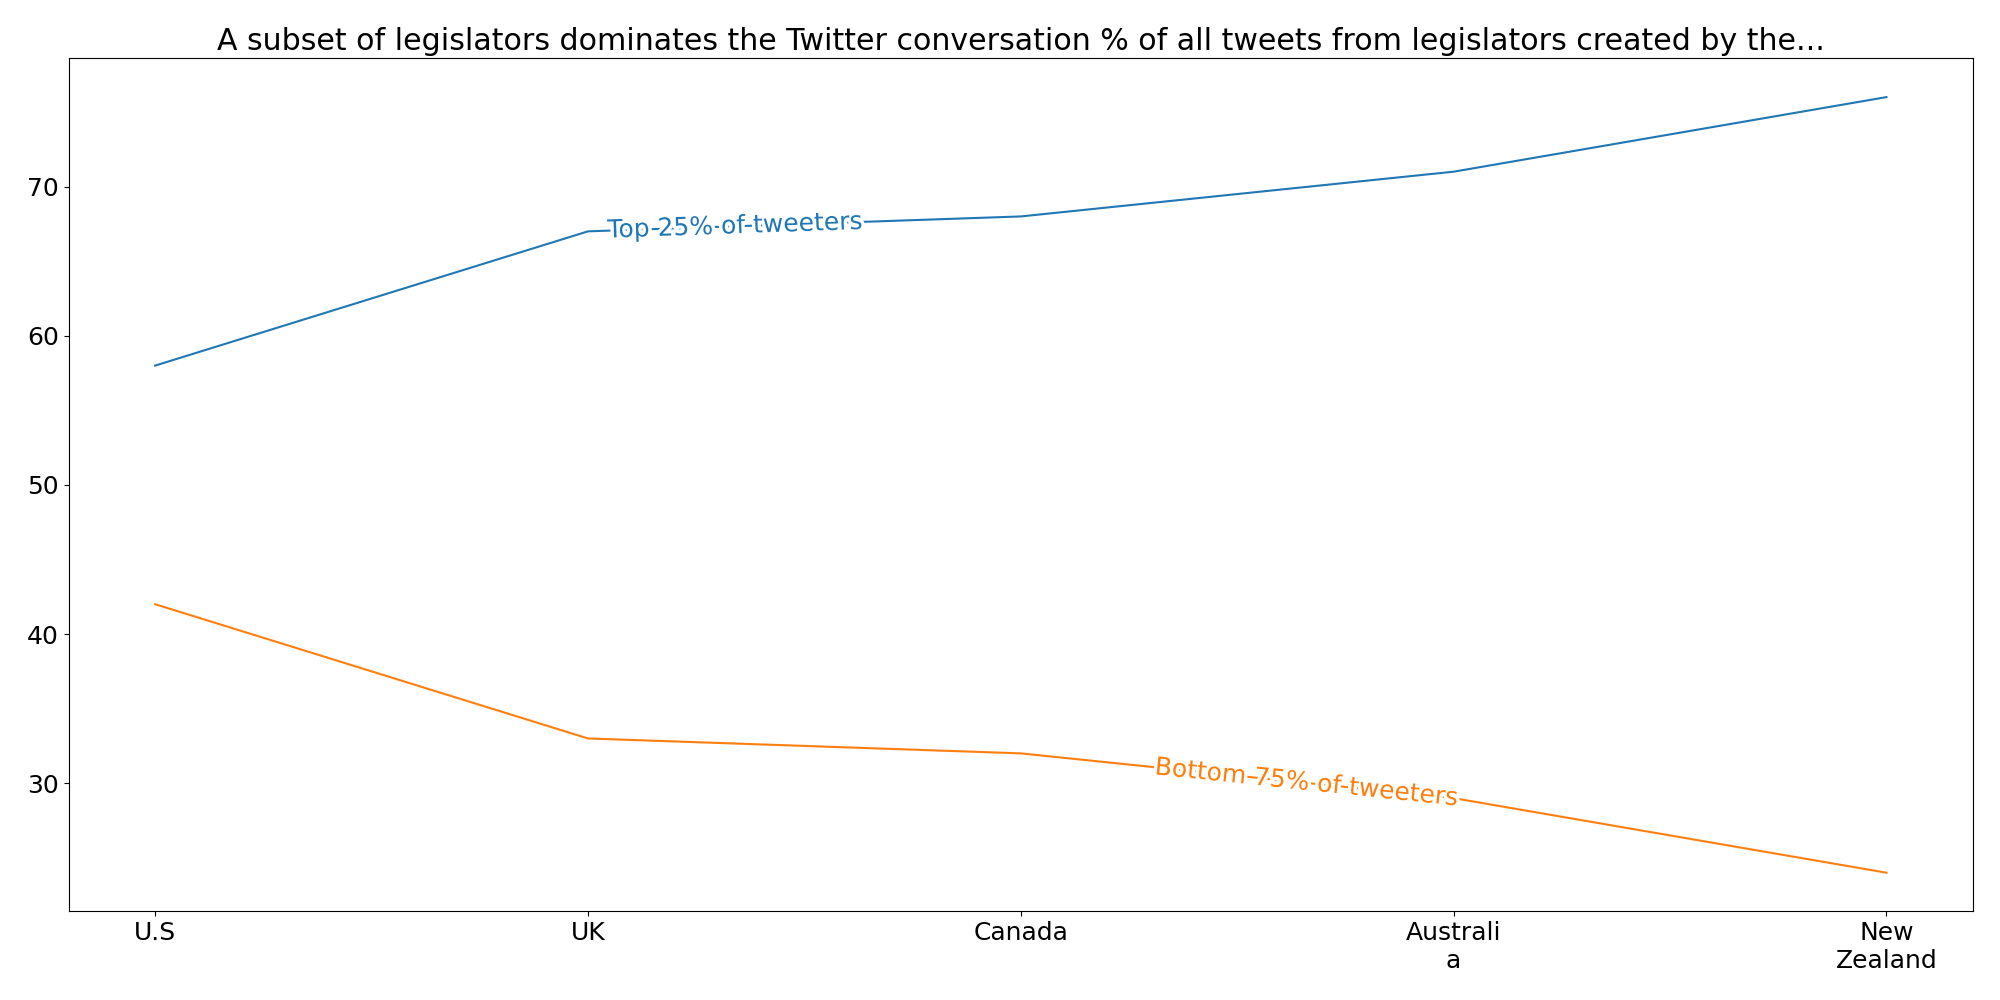 A subset of legislators dominates the Twitter conversation % of all tweets from legislators created by the...
70
60
50
40
30
Top 25% of tweeters
Bottom 75% of tweeters
U.S
UK
Canada
Australi
a
New
Zealand